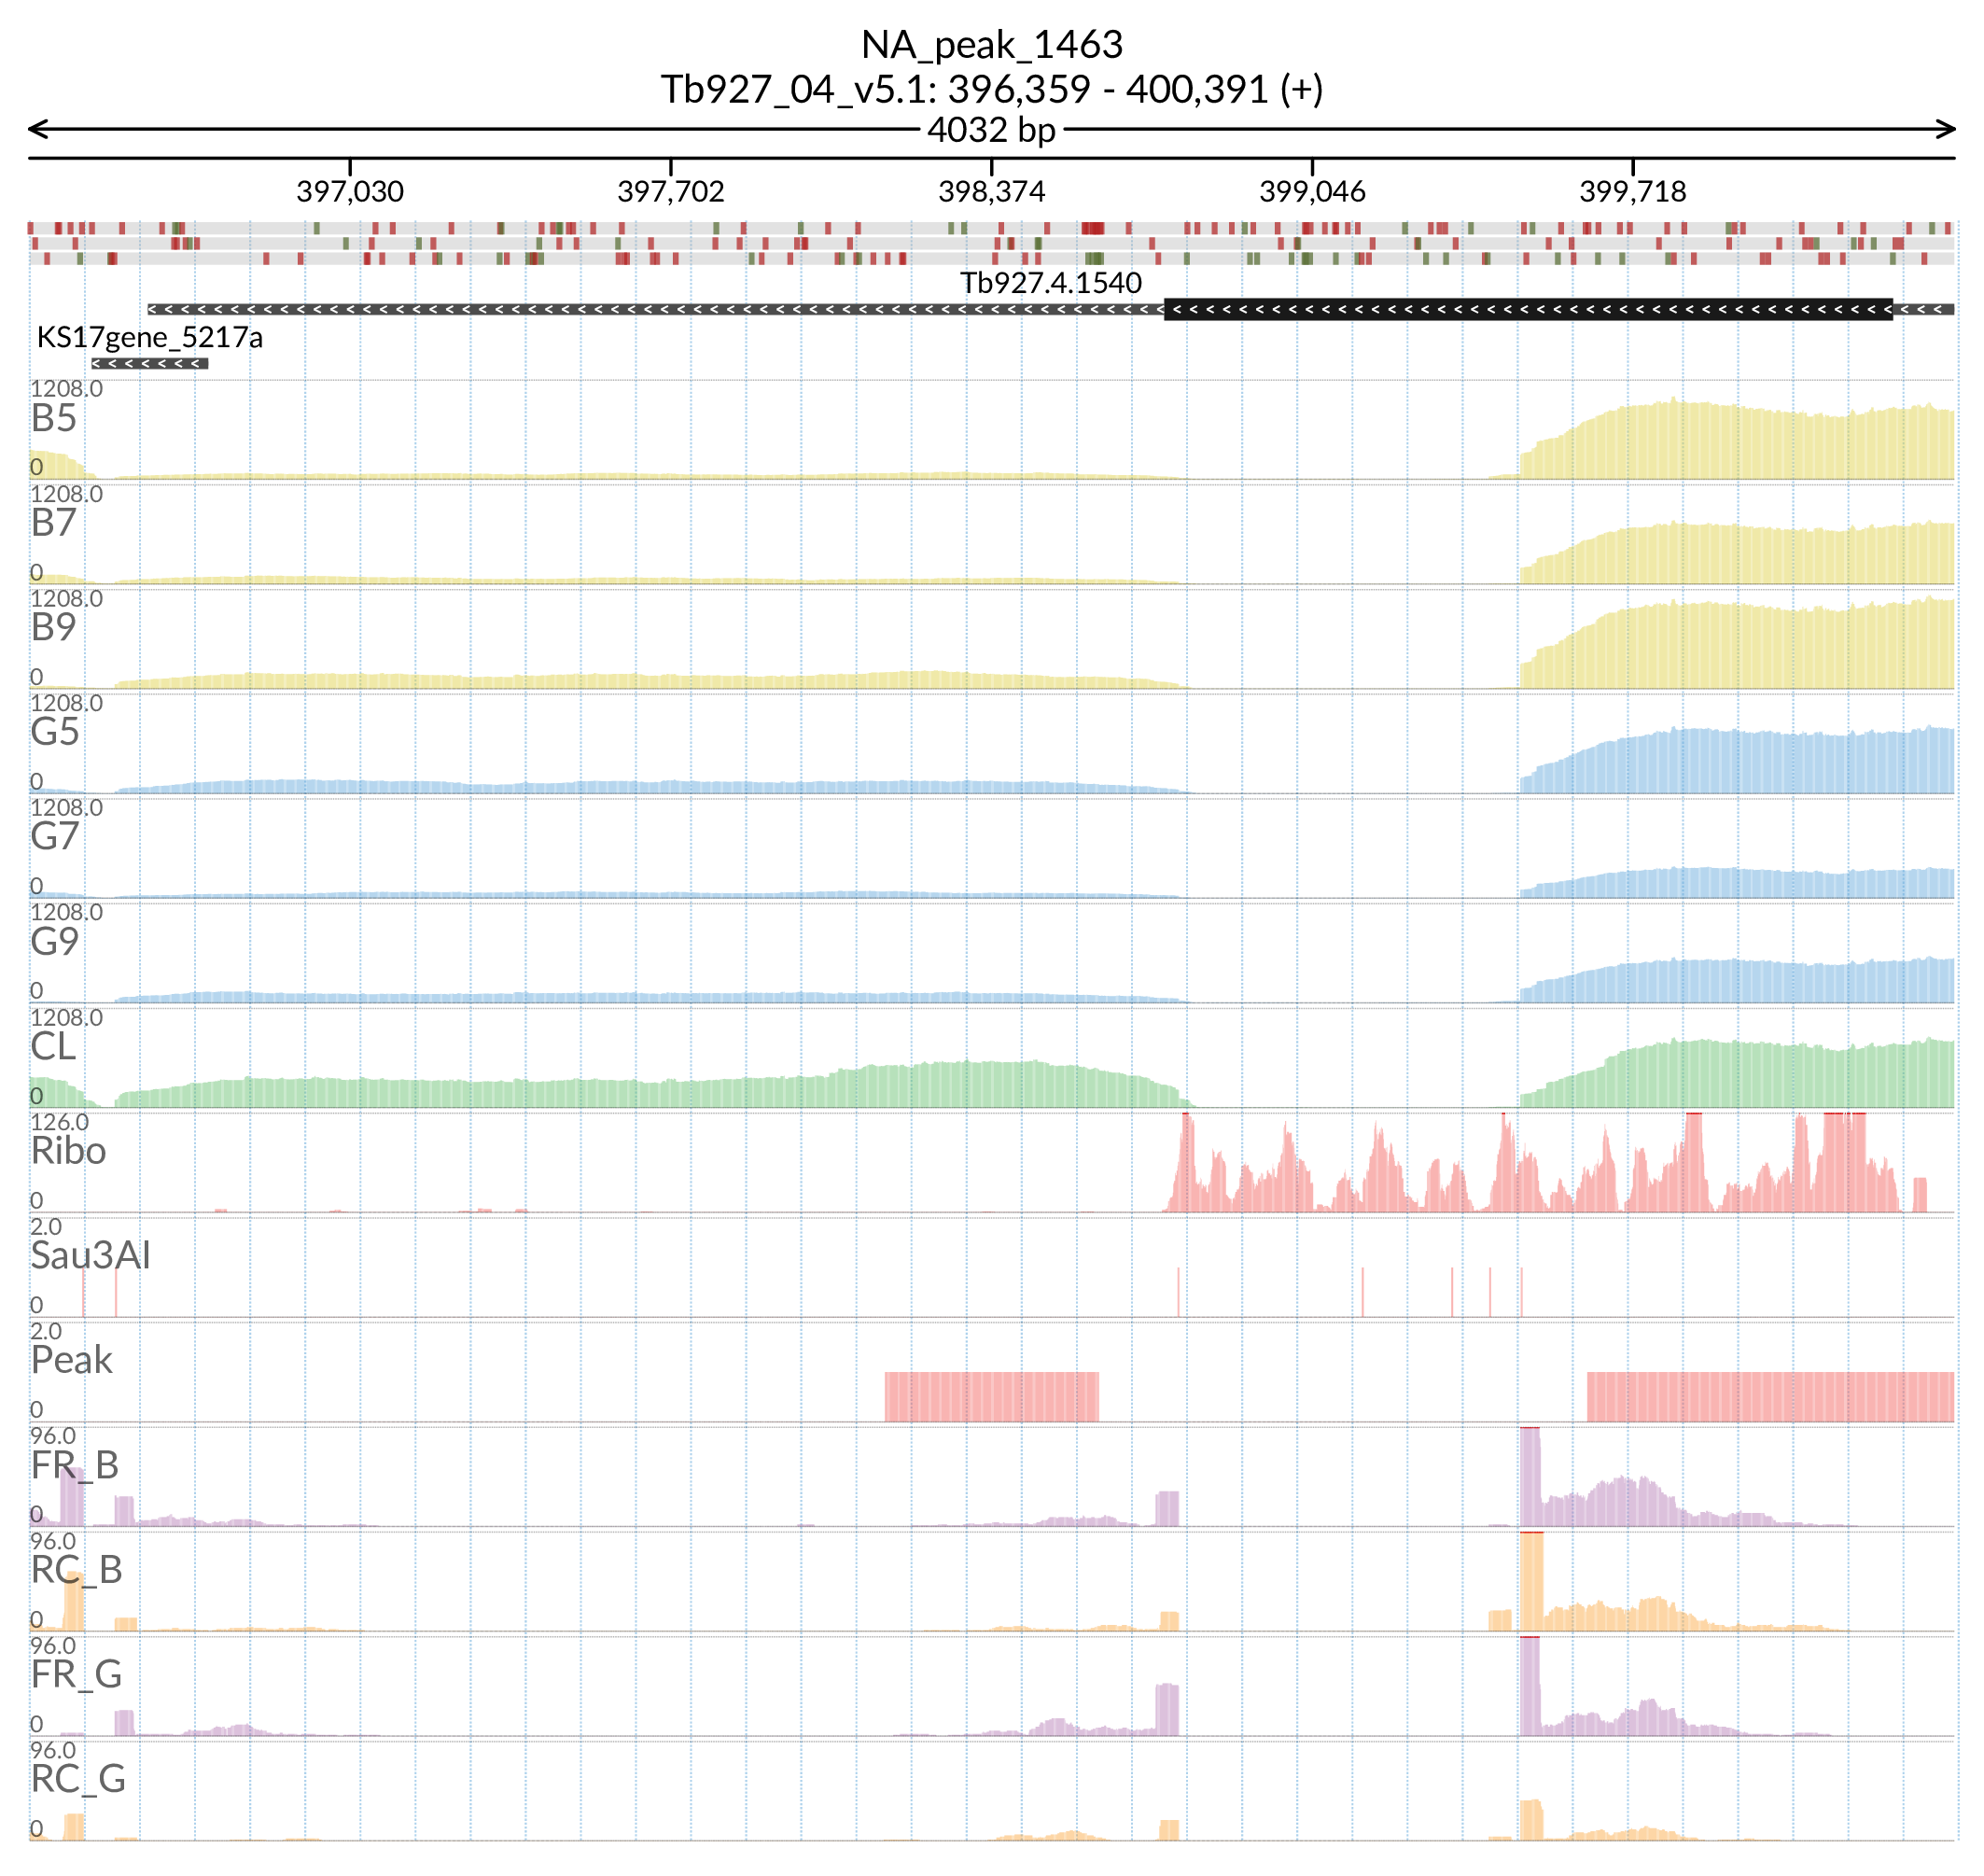 NA_peak_1463
Tb927_04_v5.1: 396,359 - 400,391 (+)
4032 bp
397,030 397,702 398,374 399,046 399,718
Tb927.4.1540
KS17gene_5217a
1208.0
B5
0
1208.0
B7
0
1208.0
B9
0
1208.0
G5
0
1208.0
G7
0
1208.0
G9
0
1208.0
CL
0
126.0
Ribo
0
2.0
Sau3AI
0
2.0
Peak
0
96.0
FR_B
0
96.0
RC_B
0
96.0
FR_G
0
96.0
RC_G
0